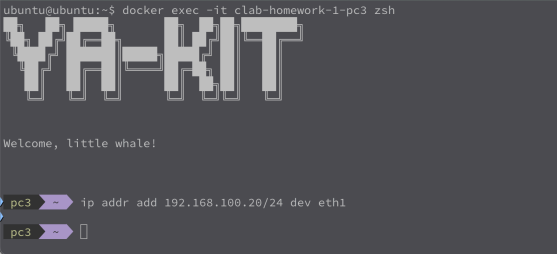 ubuntu@ubuntu:~$ docker exec -it clab-homework-1-pc3 zsh
YA-KIT
Welcome, little whale!
pc3 ~ ip addr add 192.168.100.20/24 dev eth1
pc3 ~